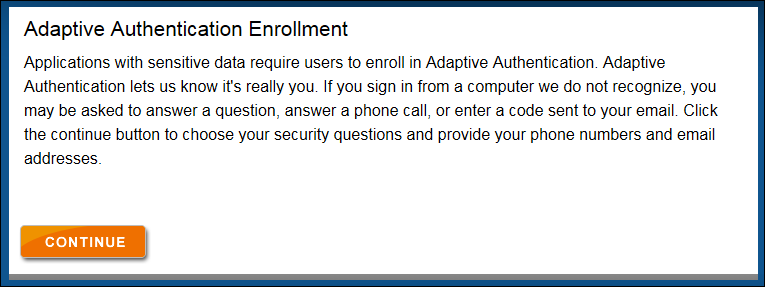 Adaptive Authentication Enrollment
Applications with sensitive data require users to enroll in Adaptive Authentication. Adaptive
Authentication lets us know it's really you. If you sign in from a computer we do not recognize, you
may be asked to answer a question, answer a phone call, or enter a code sent to your email. Click
the continue button to choose your security questions and provide your phone numbers and email
addresses.
CONTINUE